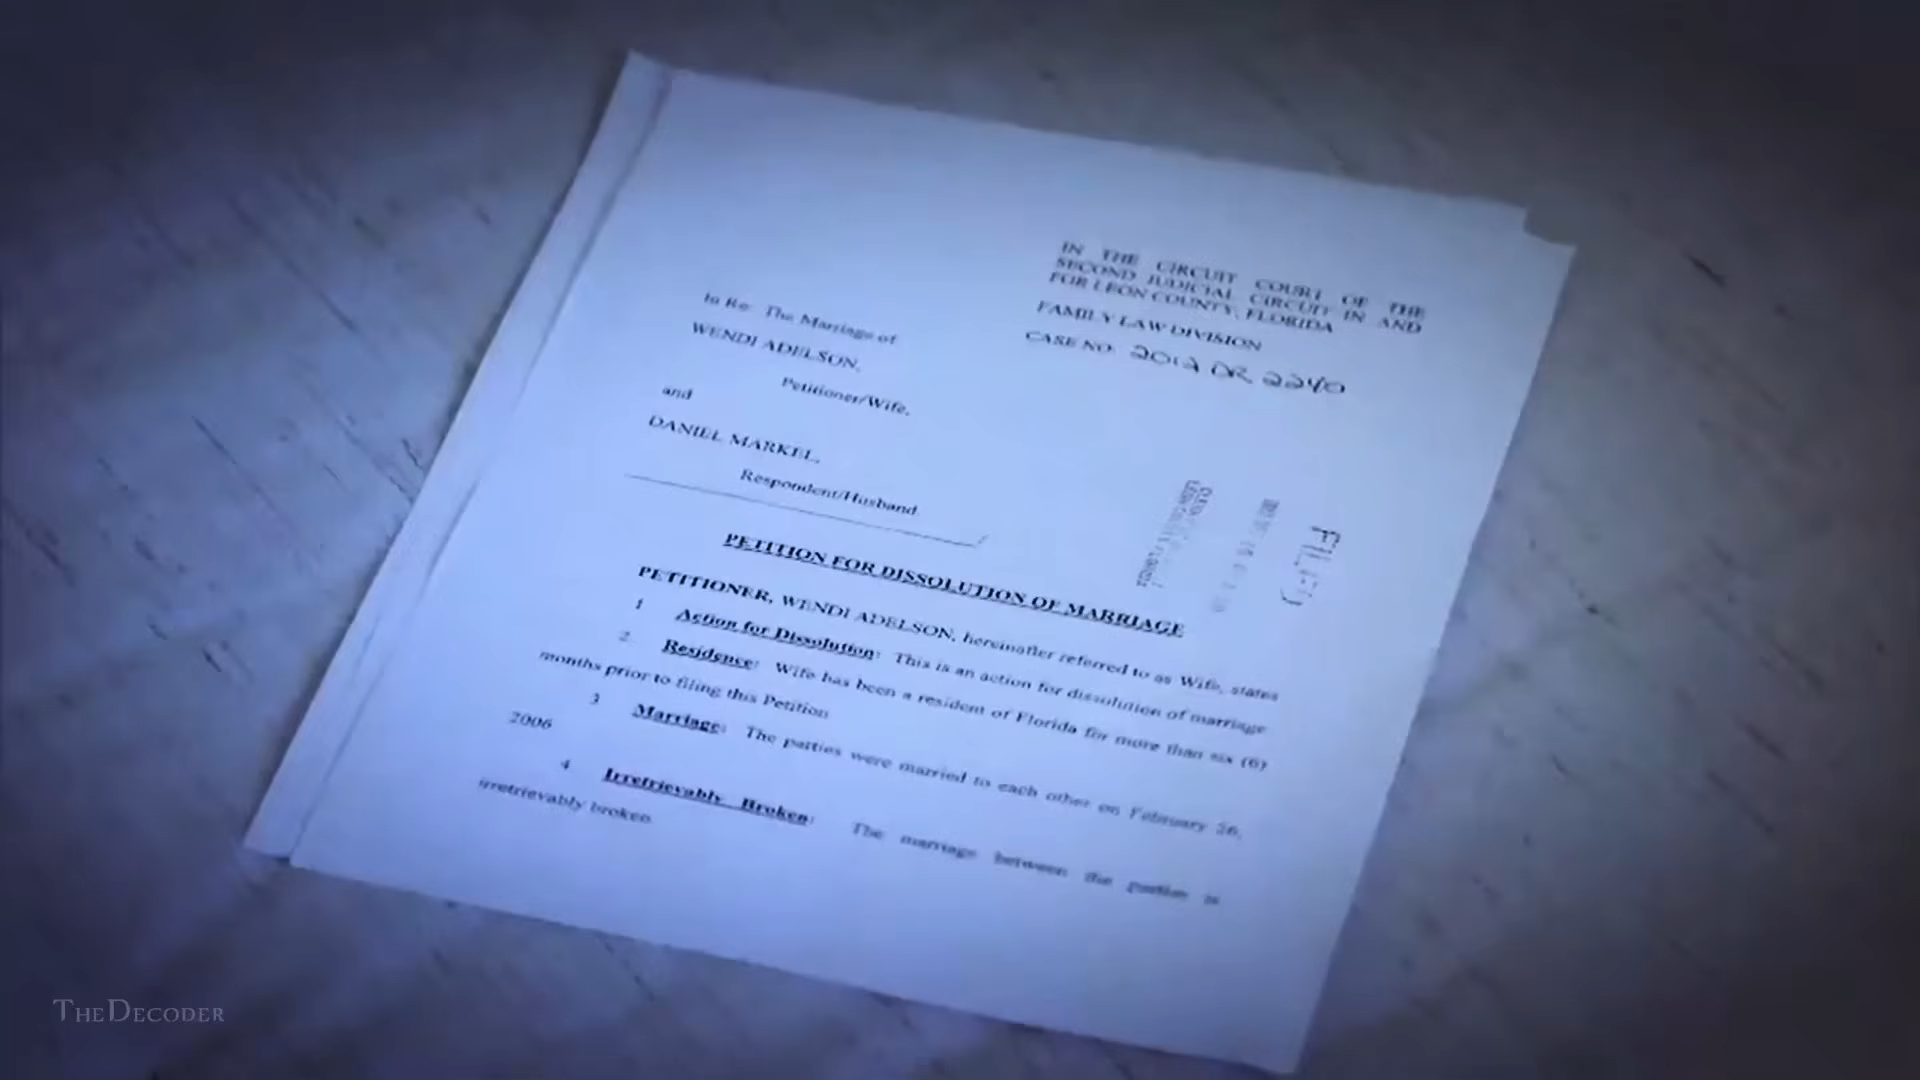 IN THE CIRCUIT COURT OF THE
SECOND JUDICIAL CIRCUIT IN AND
FOR LEON COUNTY, FLORIDA
FAMILY LAW DIVISION
CASE NO: 2012 DR 2240
In Re: The Marriage of
WENDI ADELSON,
Petitioner/Wife,
and
DANIEL MARKEL,
Respondent/Husband
FILED
PETITION FOR DISSOLUTION OF MARRIAGE
PETITIONER, WENDI ADELSON, hereinafter referred to as Wife, states
1 Action for Dissolution: This is an action for dissolution of marriage
2 Residence: Wife has been a resident of Florida for more than six (6)
months prior to filing this Petition
3 Marriage: The parties were married to each other on February 26,
2006
4 Irretrievably Broken: The marriage between the parties is
irretrievably broken
THEDECODER